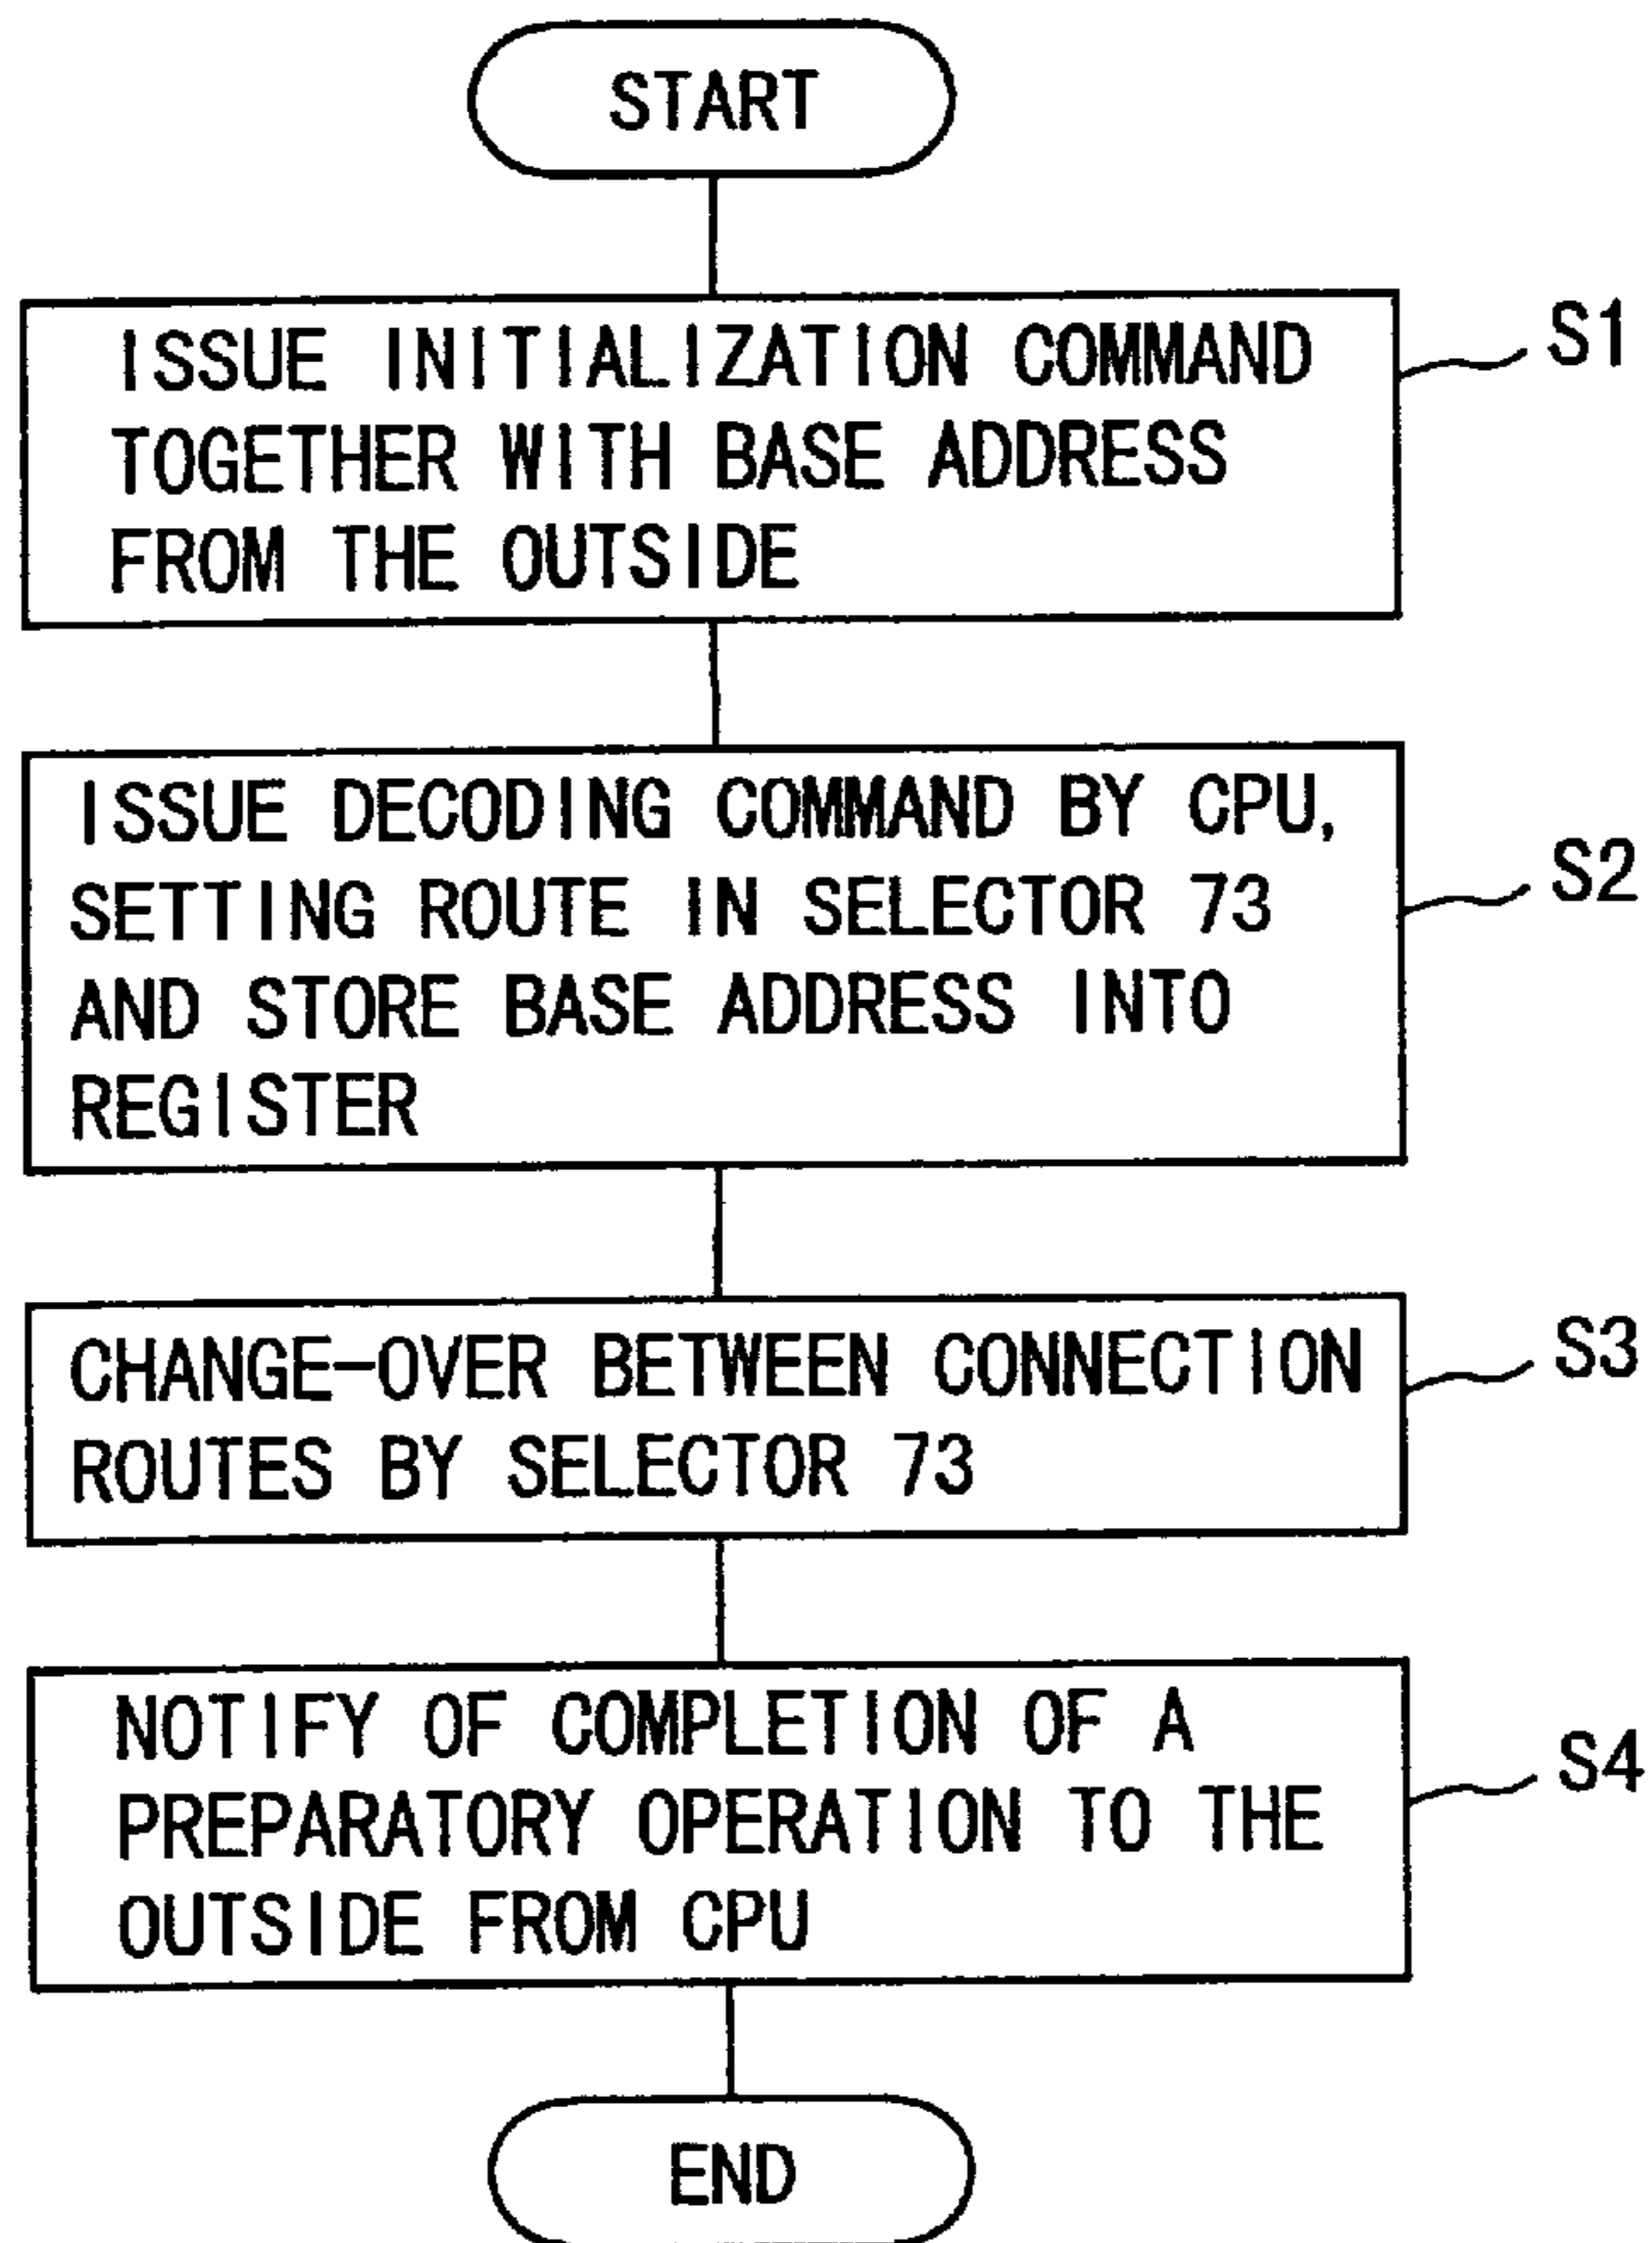 START
ISSUE INITIALIZATION COMMAND
TOGETHER WITH BASE ADDRESS
FROM THE OUTSIDE
S1
ISSUE DECODING COMMAND BY CPU,
SETTING ROUTE IN SELECTOR 73
AND STORE BASE ADDRESS INTO
REGISTER
S2
CHANGE-OVER BETWEEN CONNECTION
ROUTES BY SELECTOR 73
S3
NOTIFY OF COMPLETION OF A
PREPARATORY OPERATION TO THE
OUTSIDE FROM CPU
S4
END